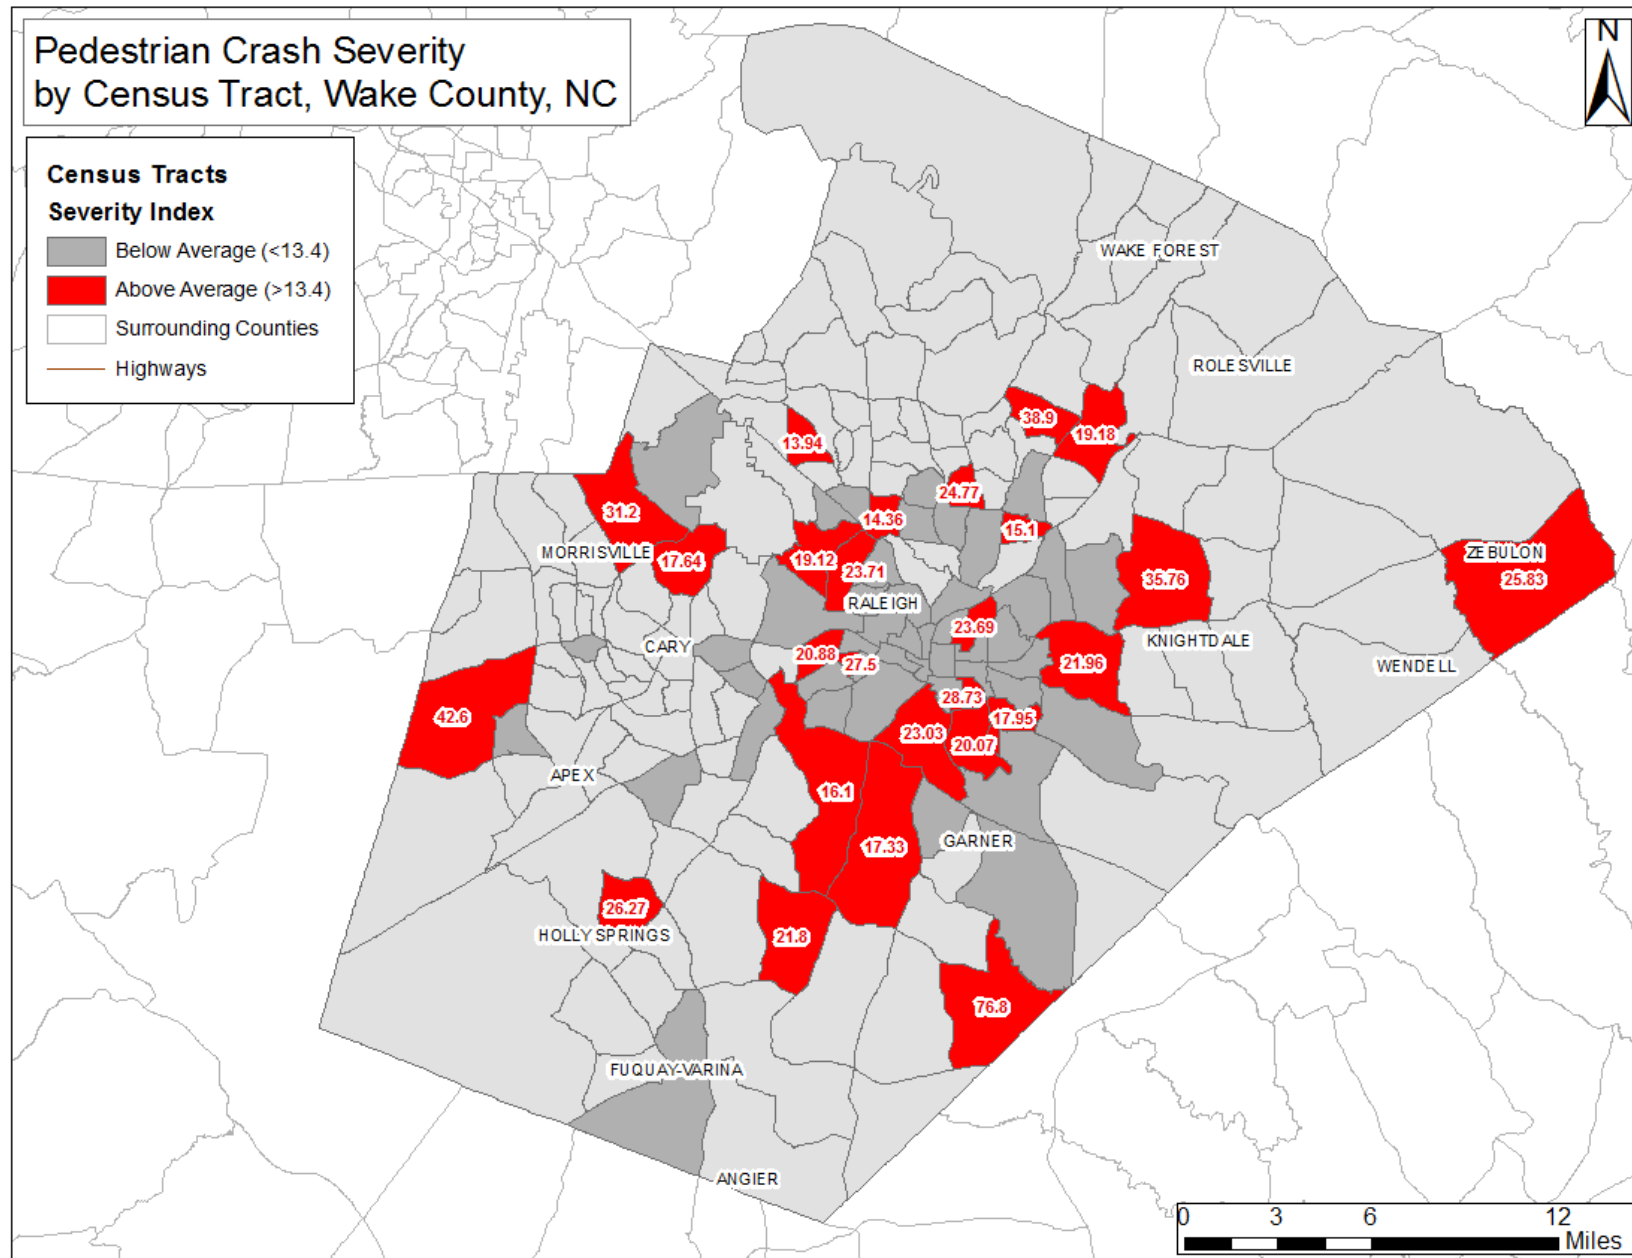 Pedestrian Crash Severity
by Census Tract, Wake County, NC
N
Census Tracts
Severity Index
Below Average (<13.4)
Above Average (>13.4)
Surrounding Counties
Highways
WAKE FOREST
ROLESVILLE
38.9
19.18
13.94
24.77
31.2
14.36
15.1
MORRISVILLE
17.64
19.12
23.71
35.76
ZEBULON
25.83
RALEIGH
23.69
KNIGHTDALE
CARY
20.88
27.5
21.96
WENDELL
28.73
42.6
17.95
23.03
20.07
APEX
16.1
17.33
GARNER
26.27
HOLLY SPRINGS
21.8
76.8
FUQUAY-VARINA
ANGIER
0 3 6 12
Miles